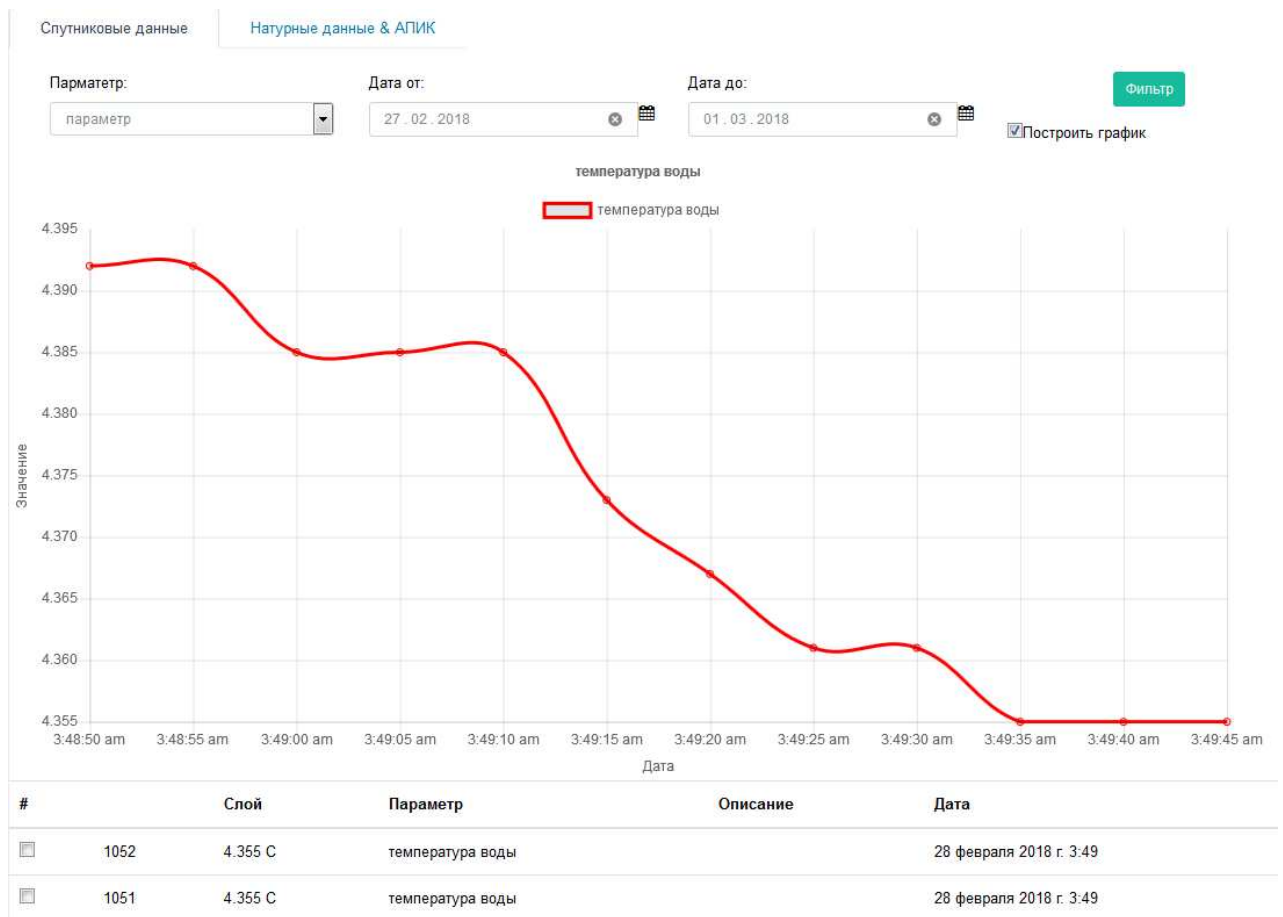 Спутниковые данные Натурные данные & АПИК
Парматетр: Дата от: Дата до: Фильтр
параметр 27 . 02 . 2018 01 . 03 . 2018 Построить график
температура воды
температура воды
4.395
4.390
4.385
4.380
4.375
4.370
4.365
4.360
4.355
Значение
3:48:50 am 3:48:55 am 3:49:00 am 3:49:05 am 3:49:10 am 3:49:15 am 3:49:20 am 3:49:25 am 3:49:30 am 3:49:35 am 3:49:40 am 3:49:45 am
Дата
# Слой Параметр Описание Дата
1052 4.355 C температура воды 28 февраля 2018 г. 3:49
1051 4.355 C температура воды 28 февраля 2018 г. 3:49